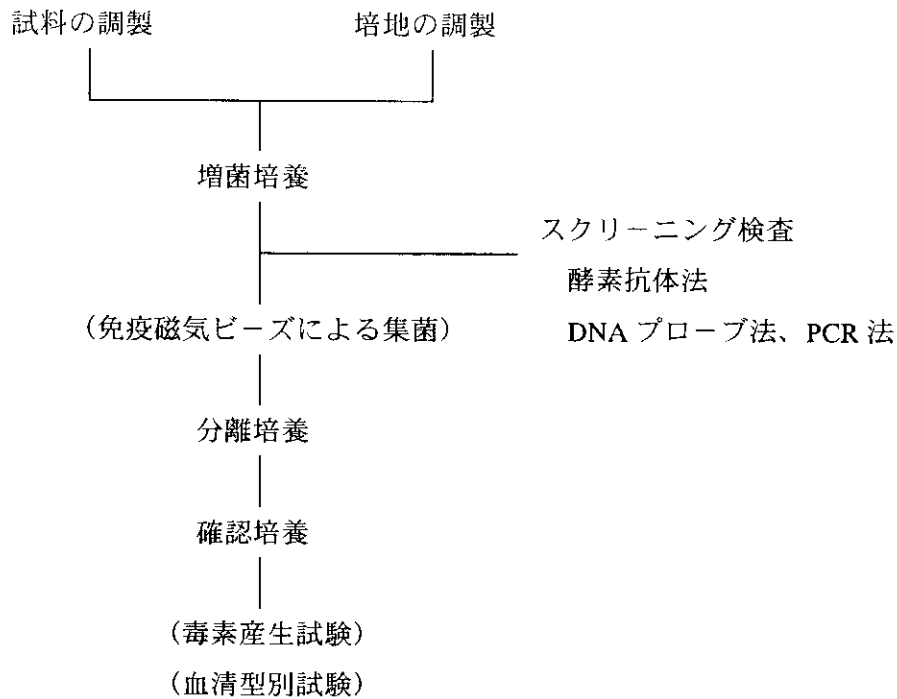 試料の調製
培地の調製
増菌培養
スクリーニング検査
酵素抗体法
DNA プローブ法、PCR 法
(免疫磁気ビーズによる集菌)
分離培養
確認培養
(毒素産生試験)
(血清型別試験)